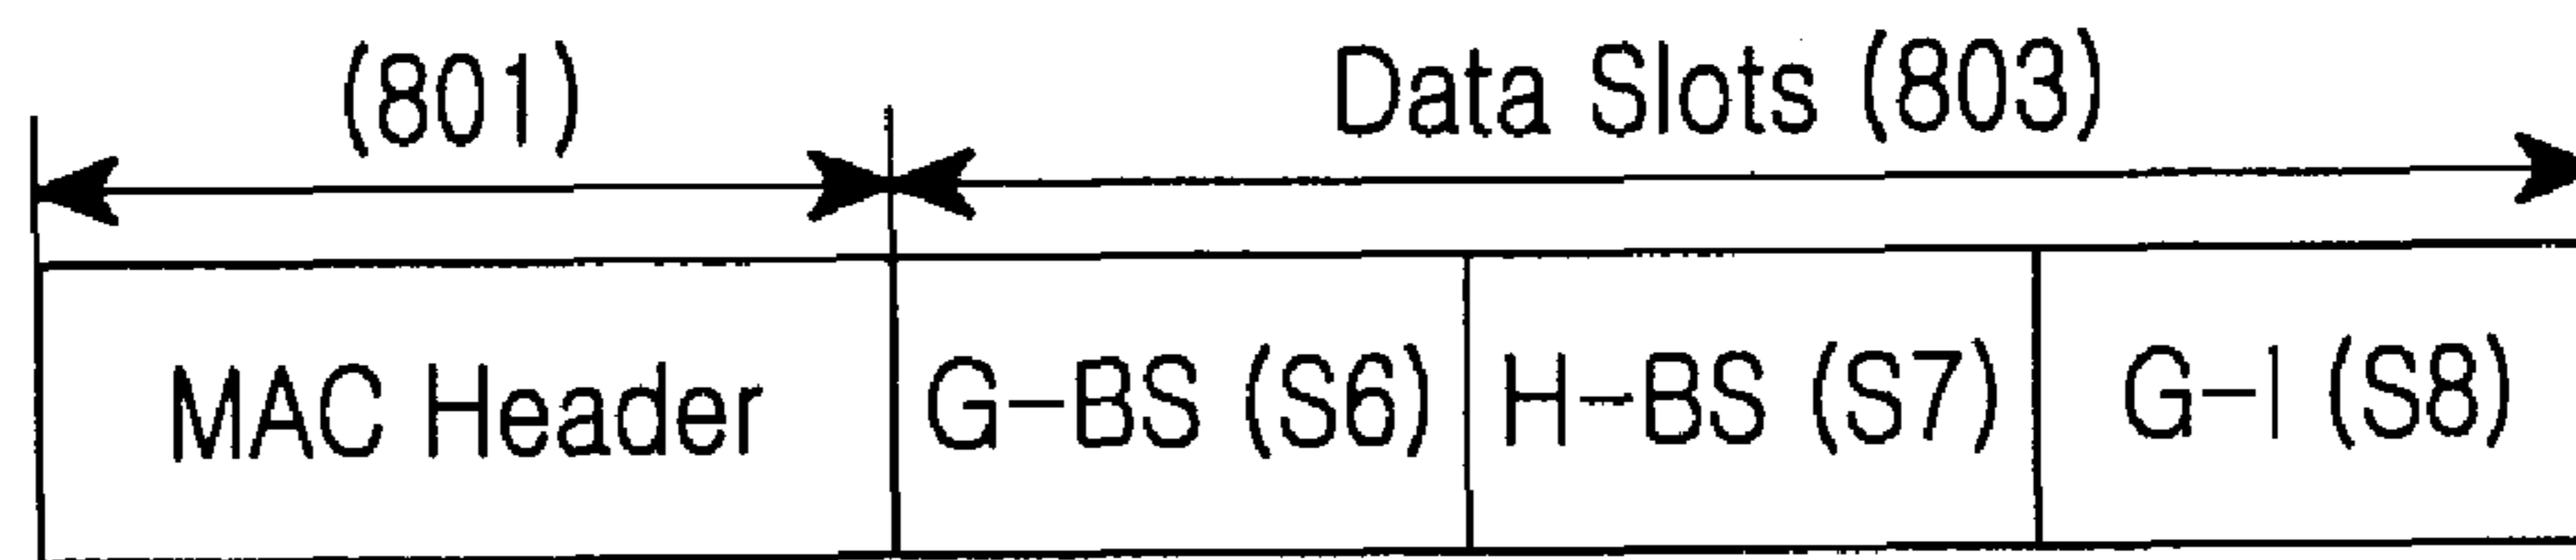 (801) Data Slots (803)
MAC Header G-BS (S6) H-BS (S7) G-I (S8)